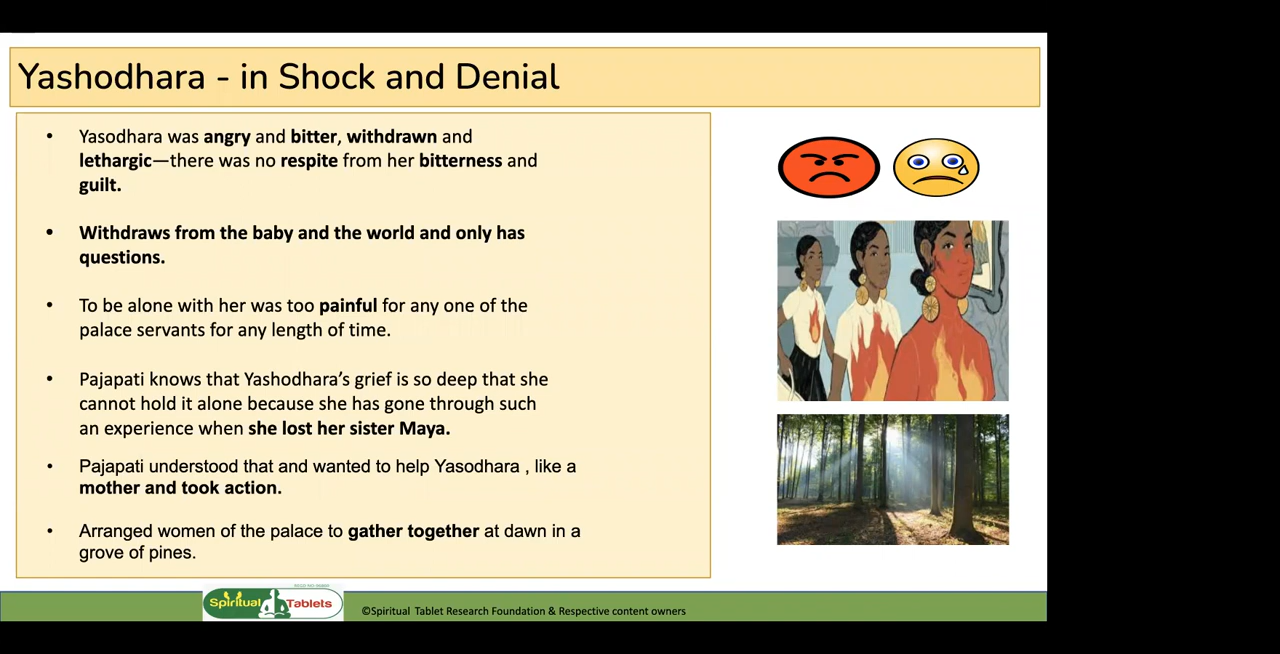 Yashodhara - in Shock and Denial
• Yasodhara was angry and bitter, withdrawn and
lethargic—there was no respite from her bitterness and
guilt.
• Withdraws from the baby and the world and only has
questions.
• To be alone with her was too painful for any one of the
palace servants for any length of time.
• Pajapati knows that Yashodhara’s grief is so deep that she
cannot hold it alone because she has gone through such
an experience when she lost her sister Maya.
• Pajapati understood that and wanted to help Yasodhara , like a
mother and took action.
• Arranged women of the palace to gather together at dawn in a
grove of pines.
Spiritual Tablets
©Spiritual Tablet Research Foundation & Respective content owners